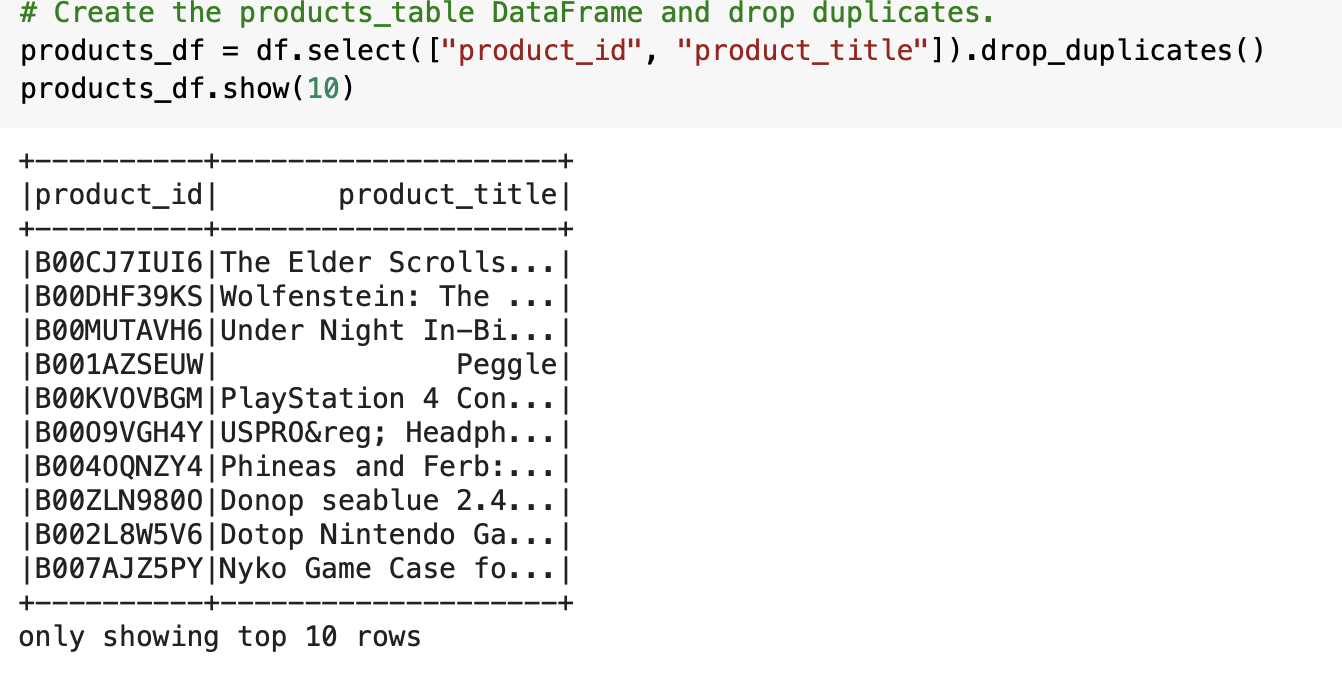 # Create the products_table DataFrame and drop duplicates.
products_df = df.select(["product_id", "product_title"]).drop_duplicates()
products_df.show(10)
+----------+--------------------+
|product_id|       product_title|
+----------+--------------------+
|B00CJ7IUI6|The Elder Scrolls...|
|B00DHF39KS|Wolfenstein: The ...|
|B00MUTAVH6|Under Night In-Bi...|
|B001AZSEUW|              Peggle|
|B00KVOVBGM|PlayStation 4 Con...|
|B00O9VGH4Y|USPRO&reg; Headph...|
|B004OQNZY4|Phineas and Ferb:...|
|B00ZLN980O|Donop seablue 2.4...|
|B002L8W5V6|Dotop Nintendo Ga...|
|B007AJZ5PY|Nyko Game Case fo...|
+----------+--------------------+
only showing top 10 rows